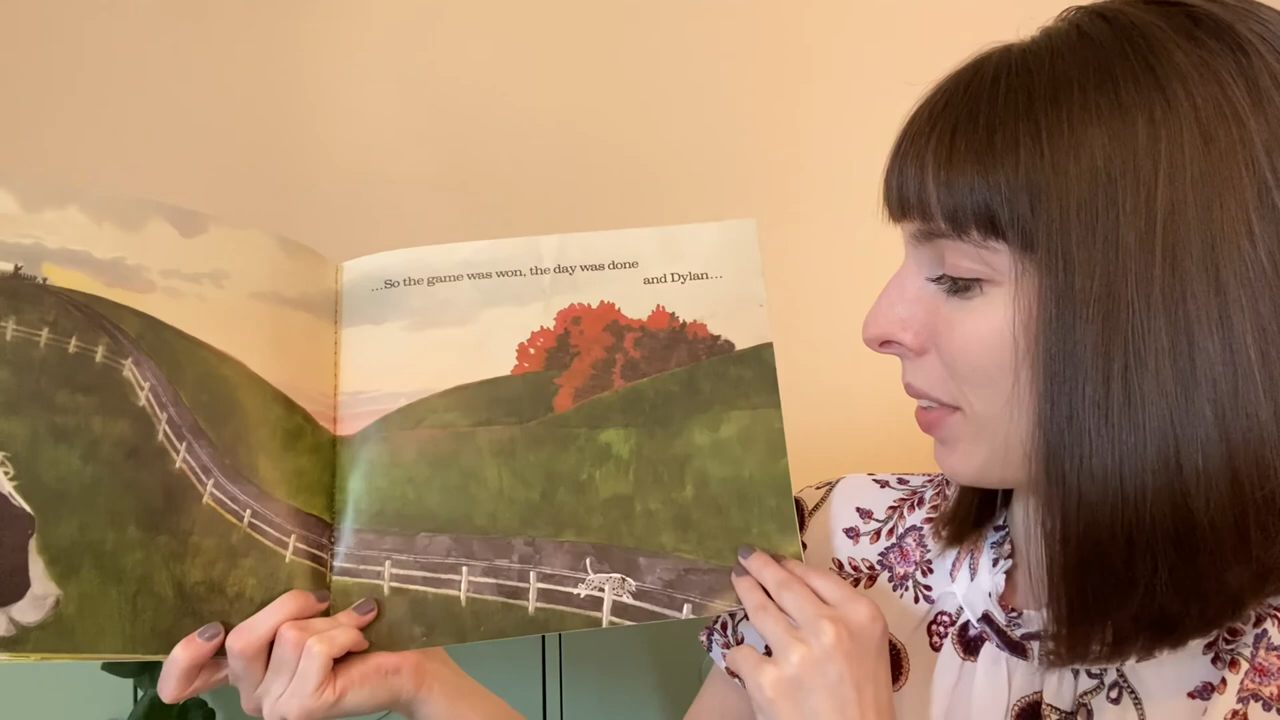 ...So the game was won, the day was done
and Dylan...